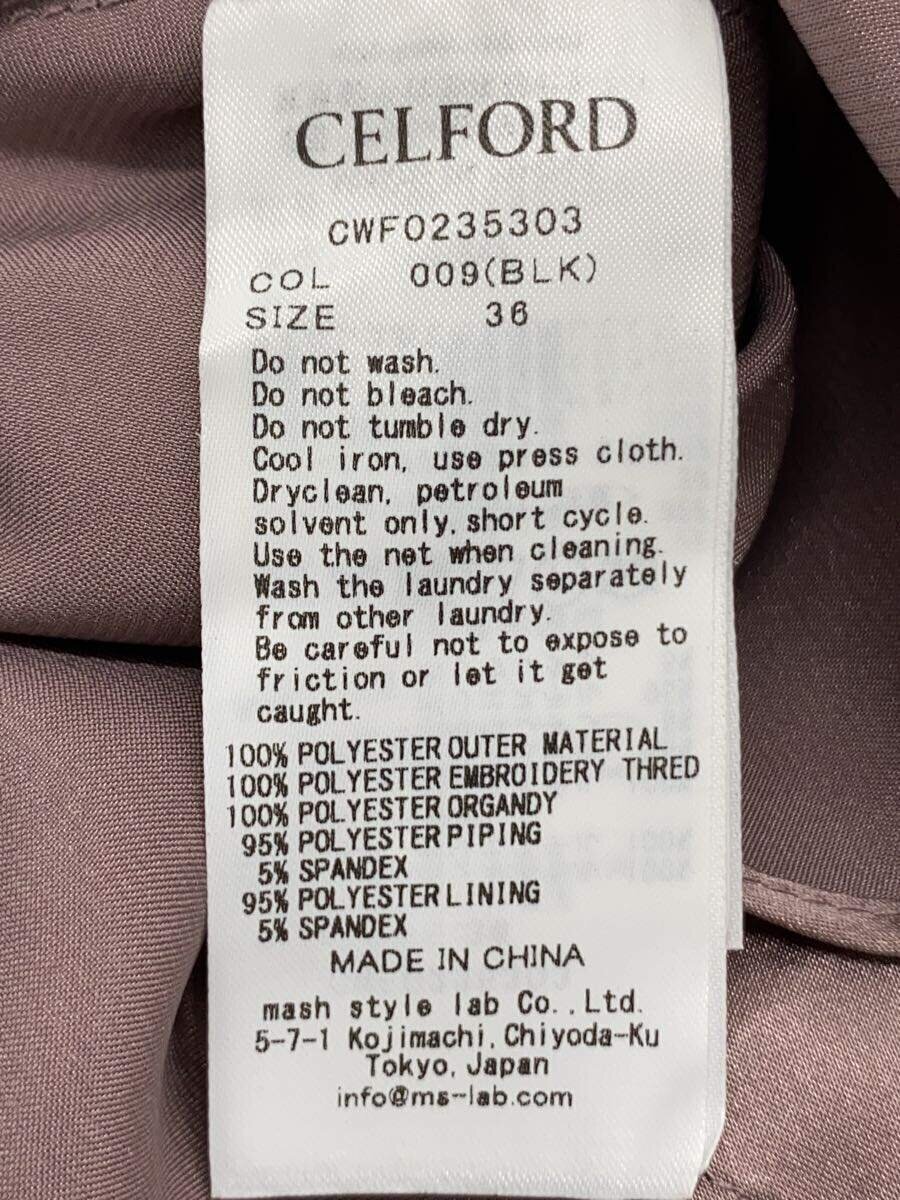 CELFORD
CWF0235303
COL 009(BLK)
SIZE 36
Do not wash.
Do not bleach.
Do not tumble dry.
Cool iron, use press cloth.
Dryclean, petroleum
solvent only, short cycle.
Use the net when cleaning.
Wash the laundry separately
from other laundry.
Be careful not to expose to
friction or let it get
caught.
100% POLYESTER OUTER MATERIAL
100% POLYESTER EMBROIDERY THRED
100% POLYESTER ORGANDY
95% POLYESTER PIPING
5% SPANDEX
95% POLYESTER LINING
5% SPANDEX
MADE IN CHINA
mash style lab Co.,Ltd.
5-7-1 Kojimachi, Chiyoda-Ku
Tokyo, Japan
info@ms-lab.com